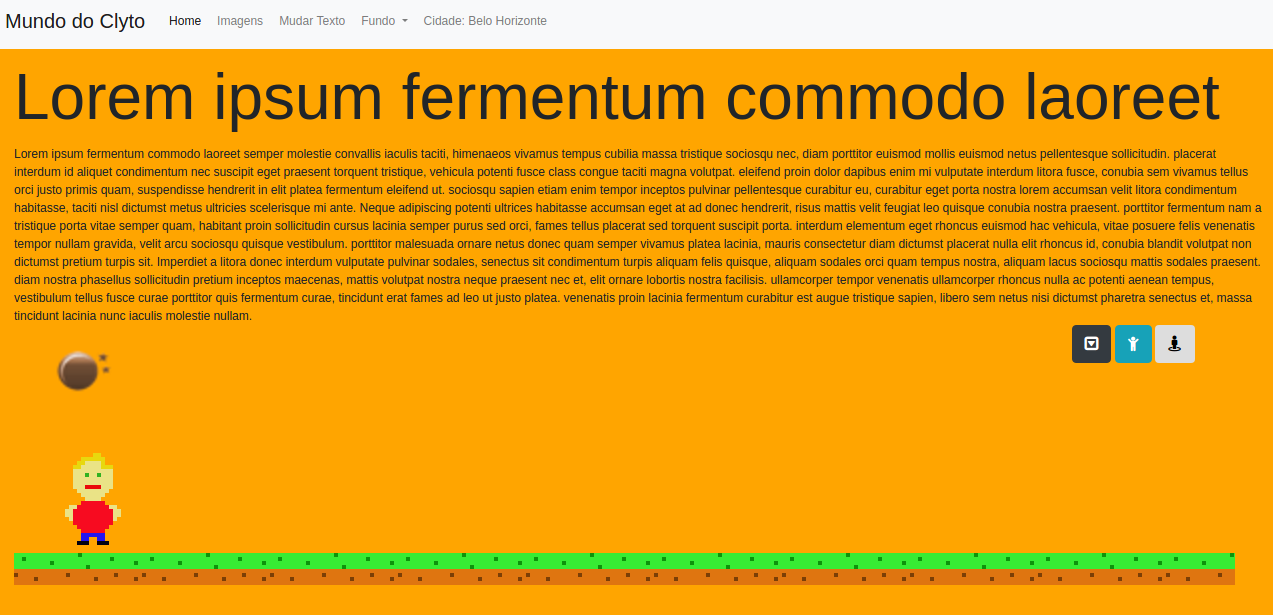 Mundo do Clyto Home Imagens Mudar Texto Fundo Cidade: Belo Horizonte
Lorem ipsum fermentum commodo laoreet
Lorem ipsum fermentum commodo laoreet semper molestie convallis iaculis taciti, himenaeos vivamus tempus cubilia massa tristique sociosqu nec, diam porttitor euismod mollis euismod netus pellentesque sollicitudin. placerat
interdum id aliquet condimentum nec suscipit eget praesent torquent tristique, vehicula potenti fusce class congue taciti magna volutpat. eleifend proin dolor dapibus enim mi vulputate interdum litora fusce, conubia sem vivamus tellus
orci justo primis quam, suspendisse hendrerit in elit platea fermentum eleifend ut. sociosqu sapien etiam enim tempor inceptos pulvinar pellentesque curabitur eu, curabitur eget porta nostra lorem accumsan velit litora condimentum
habitasse, taciti nisl dictumst metus ultricies scelerisque mi ante. Neque adipiscing potenti ultrices habitasse accumsan eget at ad donec hendrerit, risus mattis velit feugiat leo quisque conubia nostra praesent. porttitor fermentum nam a
tristique porta vitae semper quam, habitant proin sollicitudin cursus lacinia semper purus sed orci, fames tellus placerat sed torquent suscipit porta. interdum elementum eget rhoncus euismod hac vehicula, vitae posuere felis venenatis
tempor nullam gravida, velit arcu sociosqu quisque vestibulum. porttitor malesuada ornare netus donec quam semper vivamus platea lacinia, mauris consectetur diam dictumst placerat nulla elit rhoncus id, conubia blandit volutpat non
dictumst pretium turpis sit. Imperdiet a litora donec interdum vulputate pulvinar sodales, senectus sit condimentum turpis aliquam felis quisque, aliquam sodales orci quam tempus nostra, aliquam lacus sociosqu mattis sodales praesent.
diam nostra phasellus sollicitudin pretium inceptos maecenas, mattis volutpat nostra neque praesent nec et, elit ornare lobortis nostra facilisis. ullamcorper tempor venenatis ullamcorper rhoncus nulla ac potenti aenean tempus,
vestibulum tellus fusce curae porttitor quis fermentum curae, tincidunt erat fames ad leo ut justo platea. venenatis proin lacinia fermentum curabitur est augue tristique sapien, libero sem netus nisi dictumst pharetra senectus et, massa
tincidunt lacinia nunc iaculis molestie nullam.